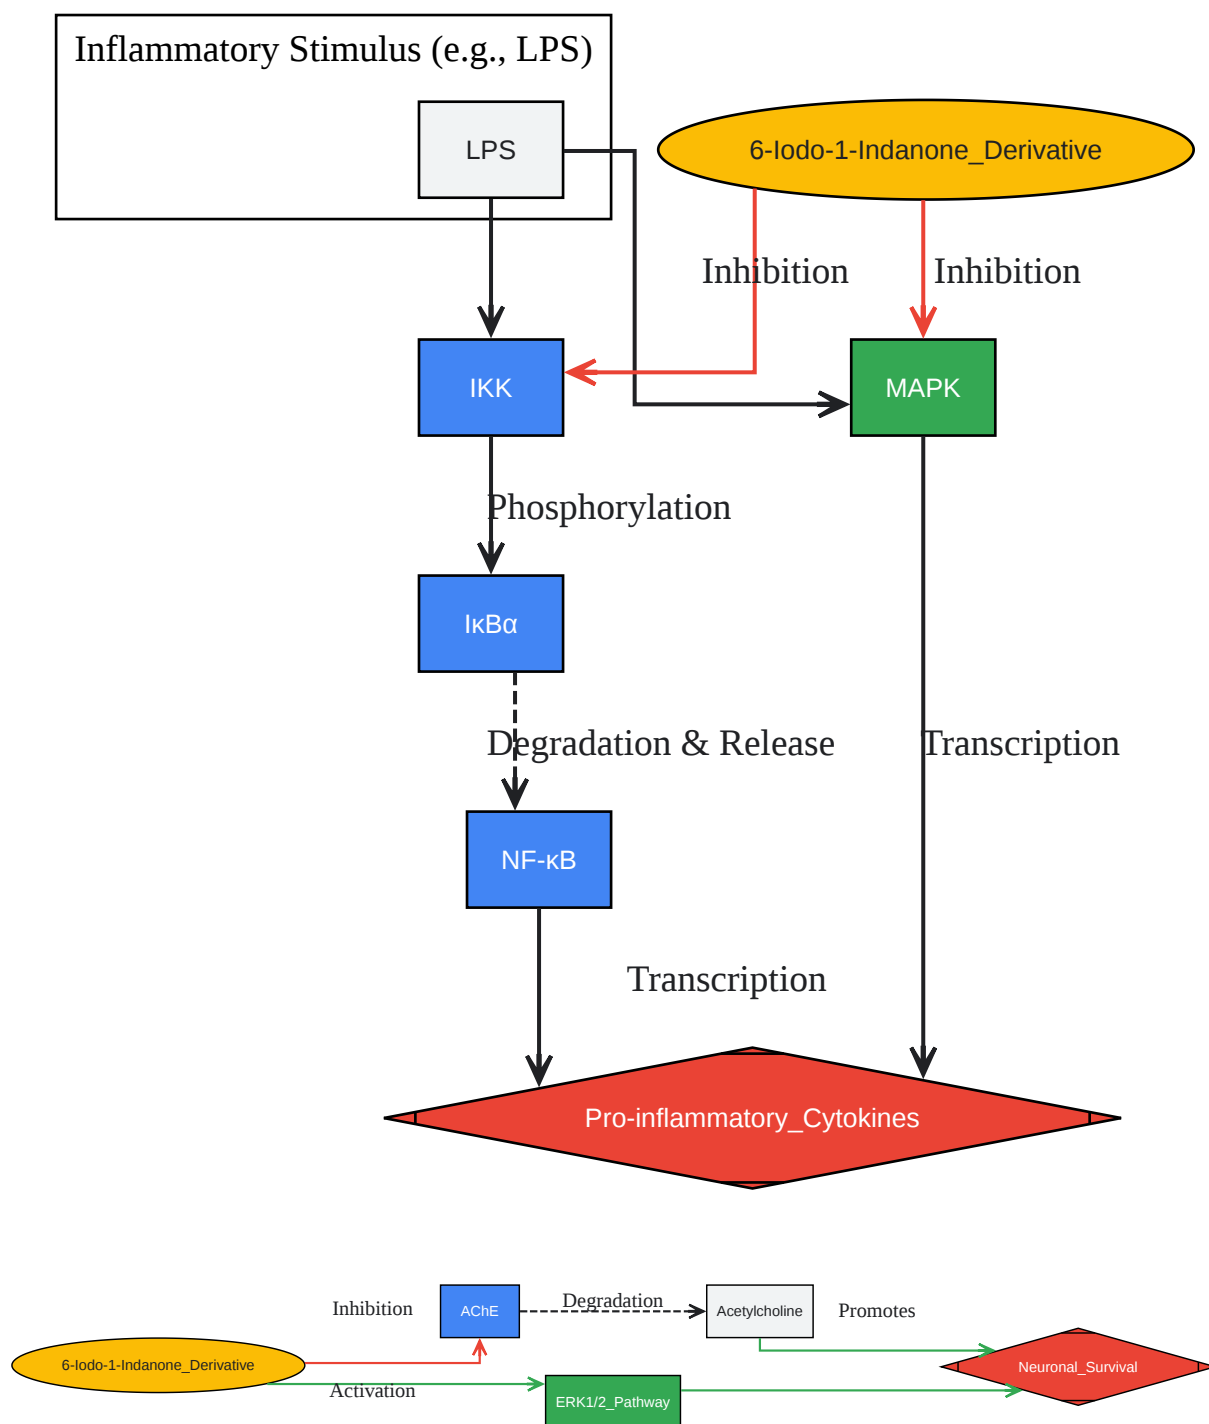 Inflammatory Stimulus (e.g., LPS)
LPS
6-Iodo-1-Indanone_Derivative
Inhibition
Inhibition
IKK
MAPK
Phosphorylation
IκBα
Degradation & Release
Transcription
NF-κB
Transcription
Pro-inflammatory_Cytokines
Inhibition
AChE
Degradation
Acetylcholine
Promotes
6-Iodo-1-Indanone_Derivative
Neuronal_Survival
Activation
ERK1/2_Pathway